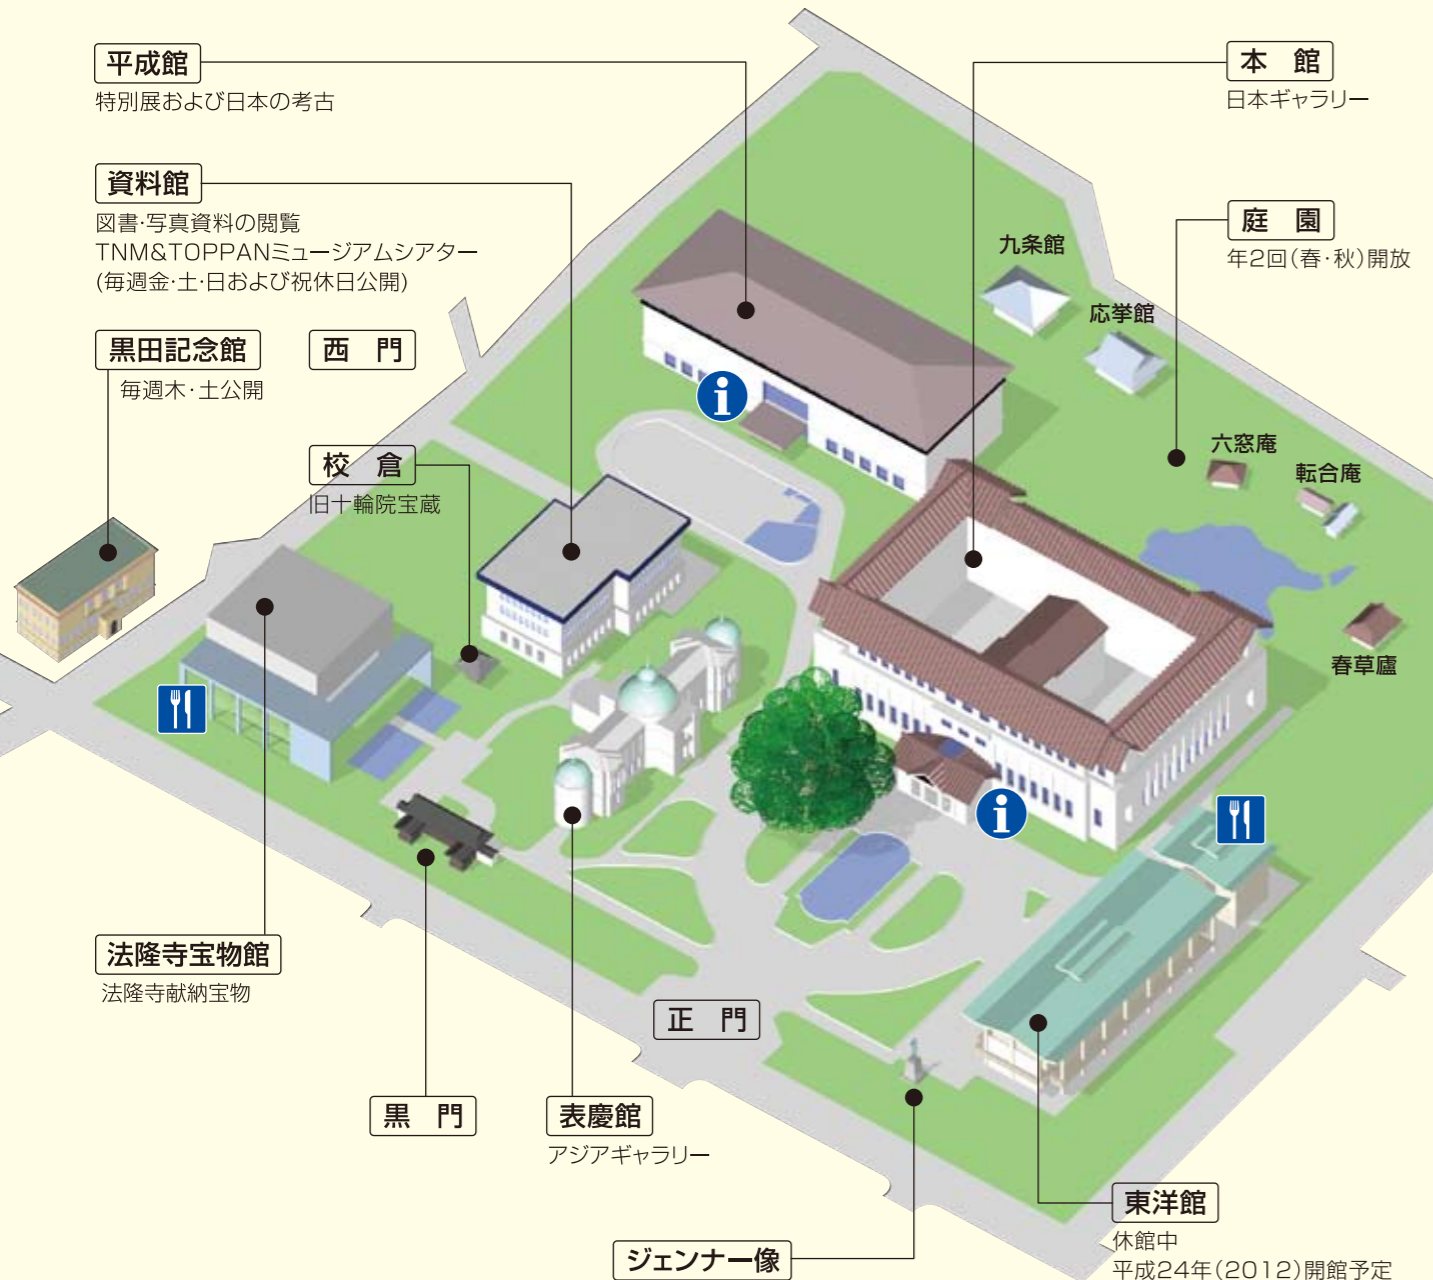 平成館
特別展および日本の考古
本　館
日本ギャラリー
資料館
図書·写真資料の閲覧
TNM&TOPPANミュージアムシアター
(毎週金·土·日および祝休日公開)
庭　園
年2回(春·秋)開放
九条館
応挙館
六窓庵
転合庵
春草廬
黒田記念館
毎週木·土公開
西　門
校　倉
旧十輪院宝蔵
法隆寺宝物館
法隆寺献納宝物
正　門
黒　門
表慶館
アジアギャラリー
ジェンナー像
東洋館
休館中
平成24年(2012)開館予定